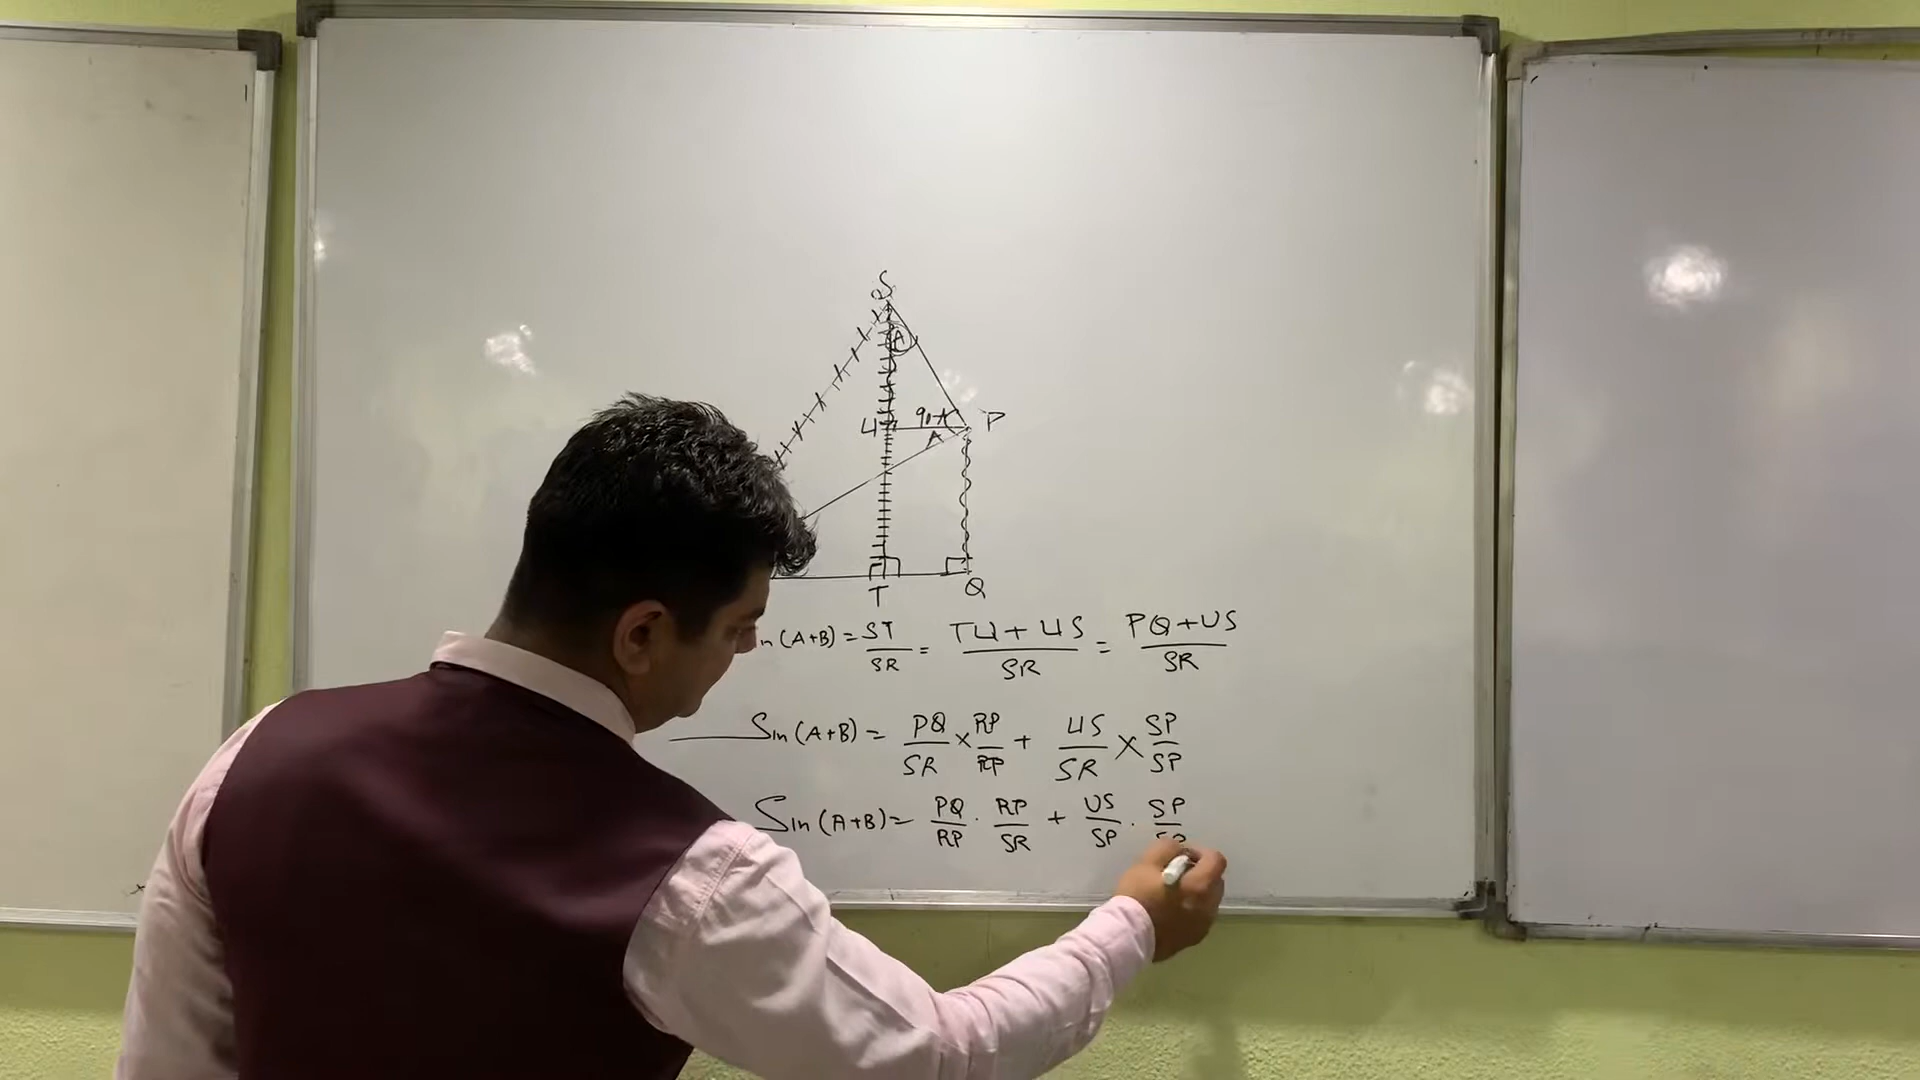 S
A
U 90-A P
A
T Q
n (A+B) = ST/SR = TU + US/SR = PQ+US/SR
Sin (A+B) = PQ/SR × RP/RP + US/SR × SP/SP
Sin (A+B) = PQ/RP . RP/SR + US/SP . SP/